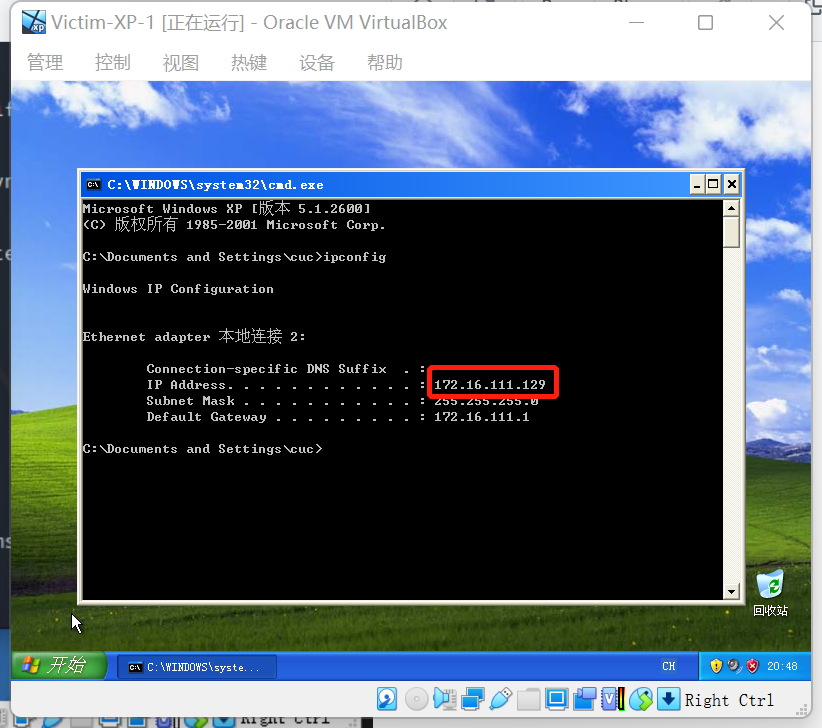 Victim-XP-1 [正在运行] - Oracle VM VirtualBox
管理 控制 视图 热键 设备 帮助
C:\WINDOWS\system32\cmd.exe
Microsoft Windows XP [版本 5.1.2600]
(C) 版权所有 1985-2001 Microsoft Corp.
C:\Documents and Settings\cuc>ipconfig
Windows IP Configuration
Ethernet adapter 本地连接 2:
Connection-specific DNS Suffix  . :
IP Address. . . . . . . . . . . . : 172.16.111.129
Subnet Mask . . . . . . . . . . . : 255.255.255.0
Default Gateway . . . . . . . . . : 172.16.111.1
C:\Documents and Settings\cuc>
回收站
开始 C:\WINDOWS\syste... CH 20:48
Right Ctrl
Right Ctrl